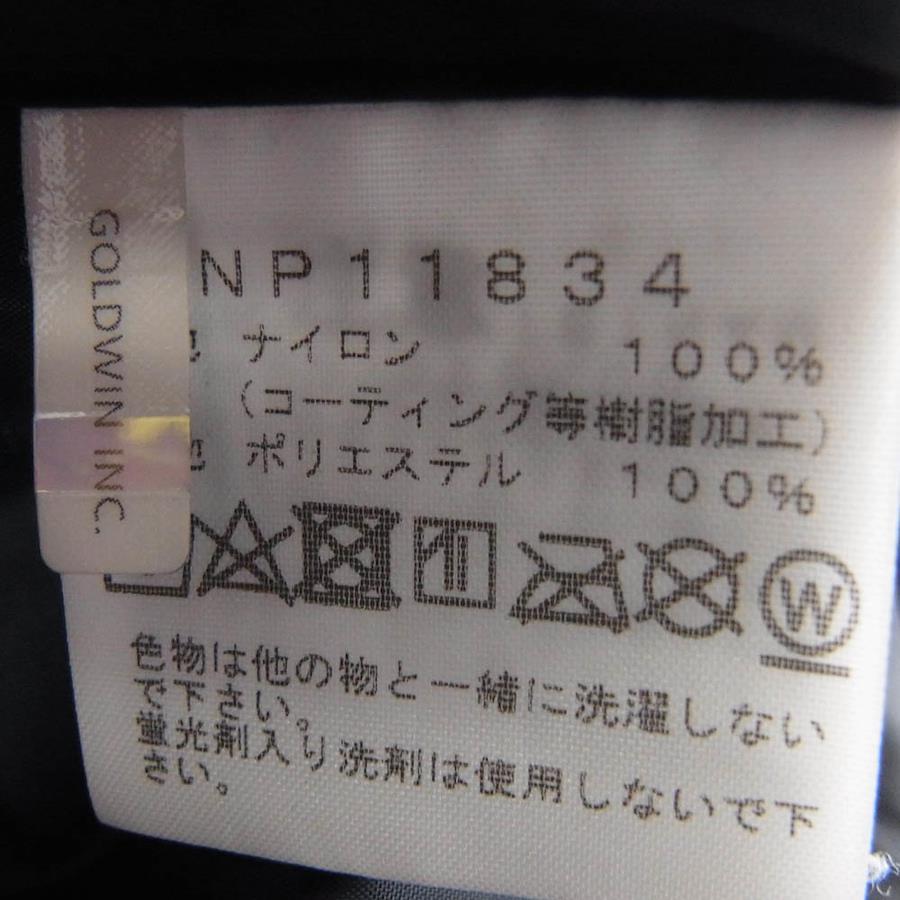 GOLDWIN INC.
NP11834
ナイロン 100%
(コーティング等樹脂加工)
ポリエステル 100%
W
色物は他の物と一緒に洗濯しない
で下さい。
蛍光剤入り洗剤は使用しないで下
さい。